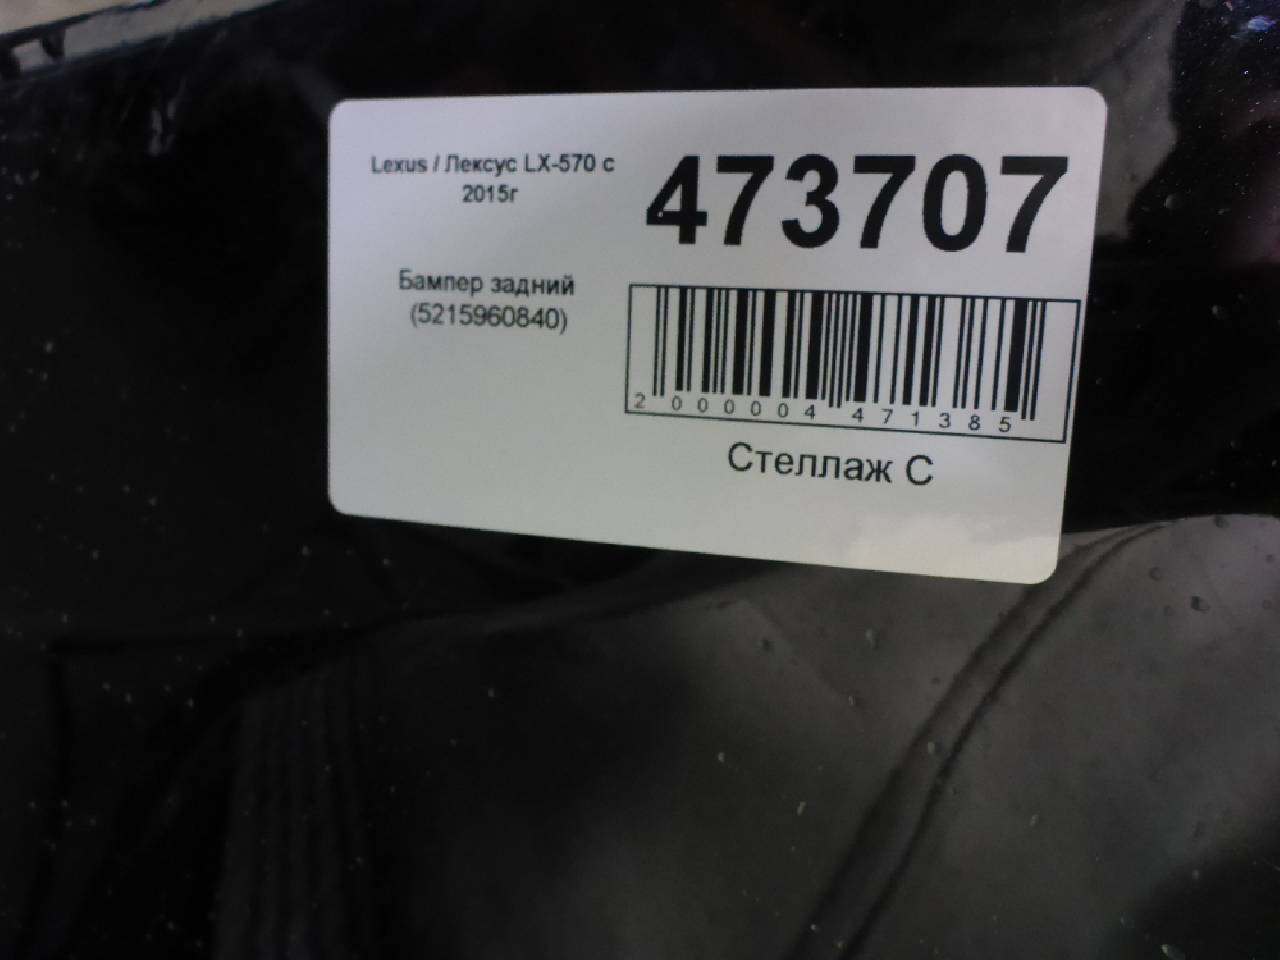 Lexus / Лексус LX-570 с
2015г
473707
Бампер задний
(5215960840)
2 000004 471385
Стеллаж С